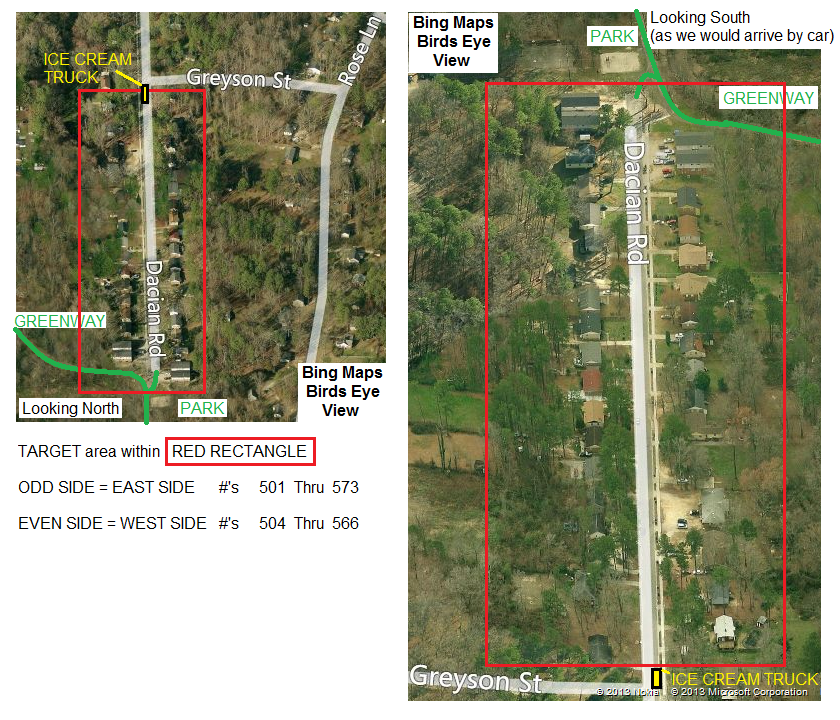 ICE CREAM
TRUCK
Greyson St
Rose Ln
Dacian Rd
GREENWAY
Looking North
PARK
Bing Maps
Birds Eye
View
Bing Maps
Birds Eye
View
PARK
Looking South
(as we would arrive by car)
GREENWAY
Dacian Rd
Greyson St
ICE CREAM TRUCK
© 2013 Nokia © 2013 Microsoft Corporation
TARGET area within RED RECTANGLE
ODD SIDE = EAST SIDE #'s 501 Thru 573
EVEN SIDE = WEST SIDE #'s 504 Thru 566